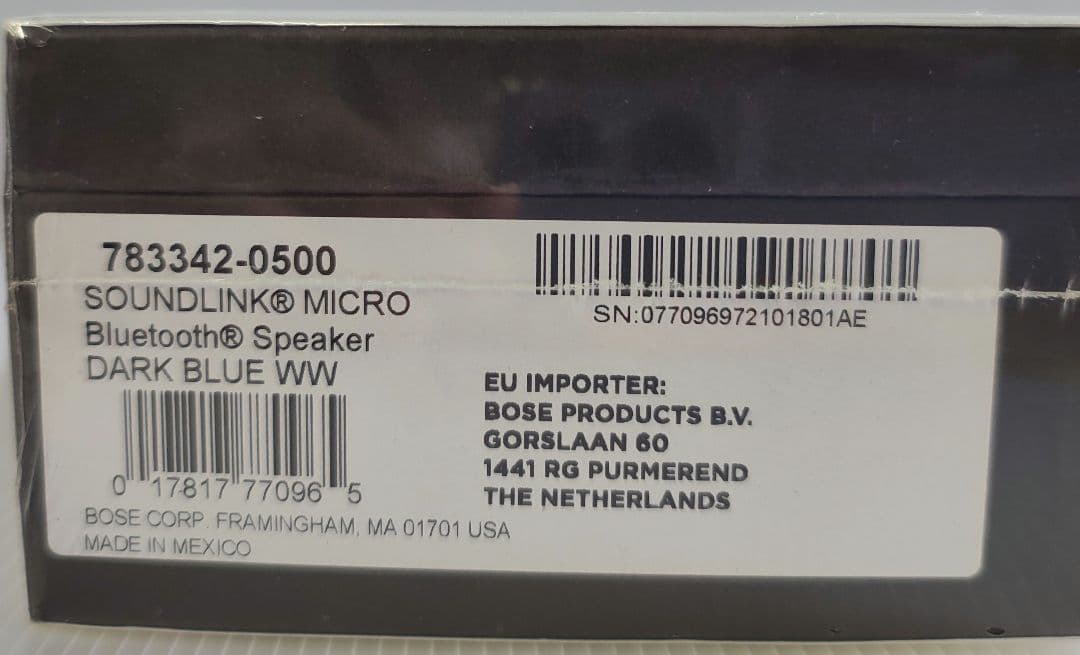 783342-0500
SOUNDLINK® MICRO
Bluetooth® Speaker
DARK BLUE WW
0 17817 77096 5
BOSE CORP. FRAMINGHAM, MA 01701 USA
MADE IN MEXICO
SN:077096972101801AE
EU IMPORTER:
BOSE PRODUCTS B.V.
GORSLAAN 60
1441 RG PURMEREND
THE NETHERLANDS